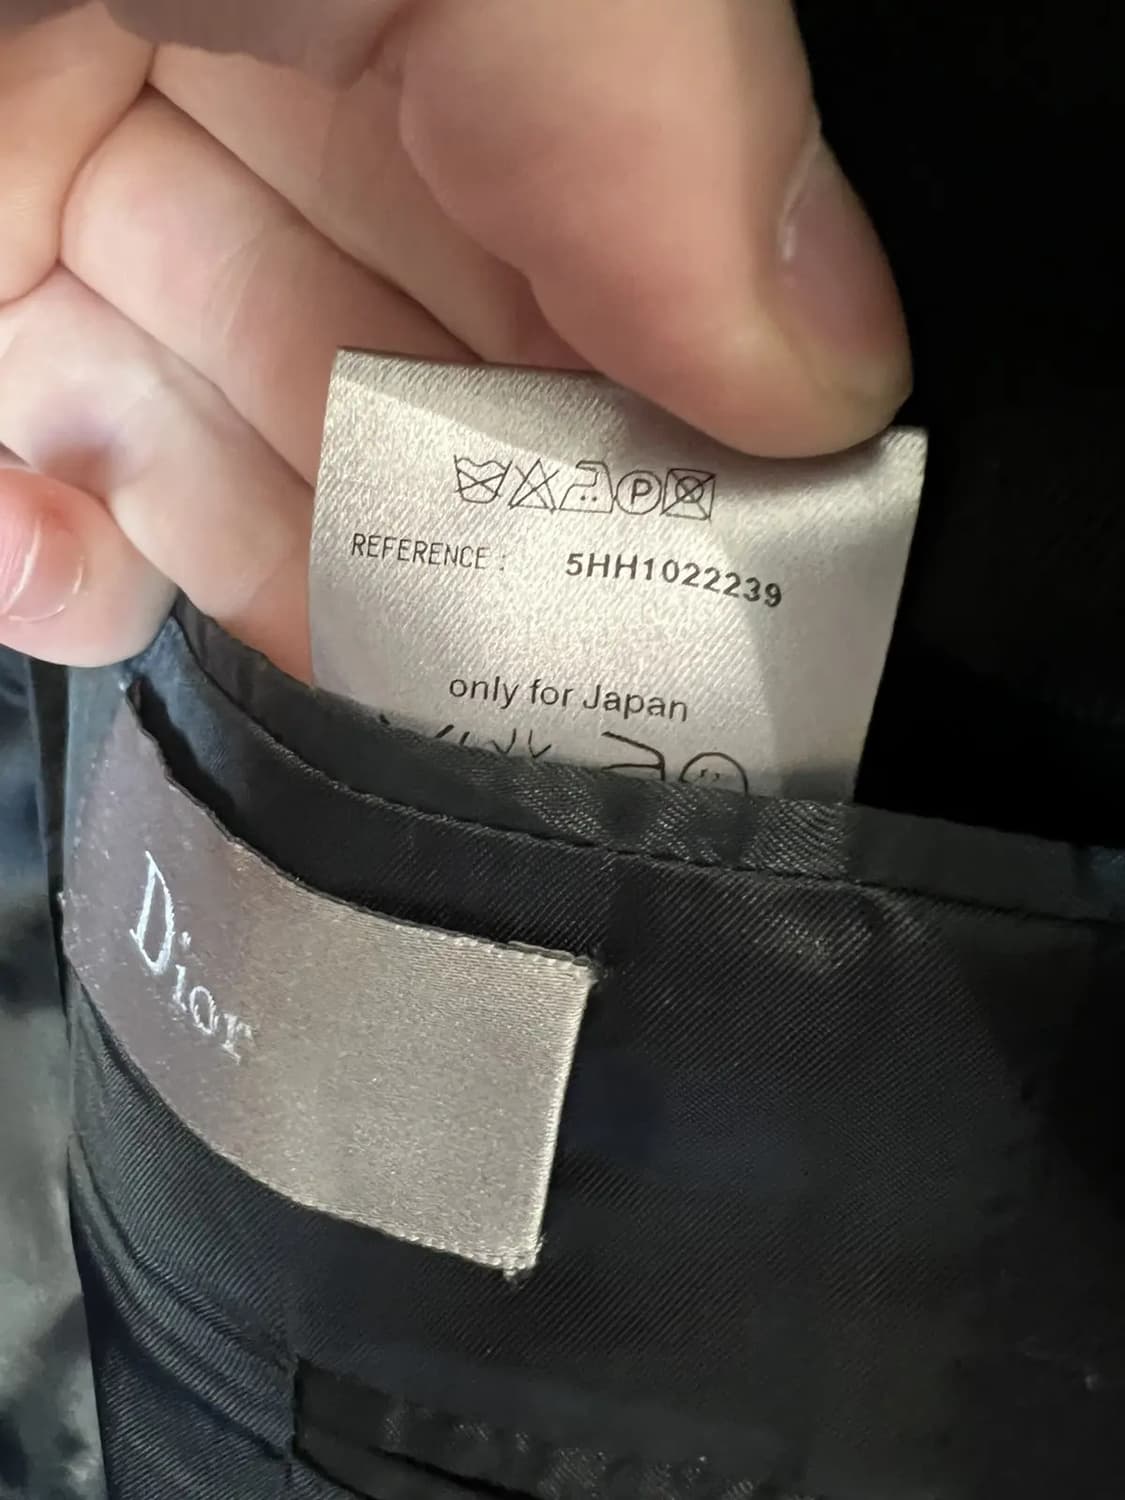 P
REFERENCE : 5HH1022239
only for Japan
Dior